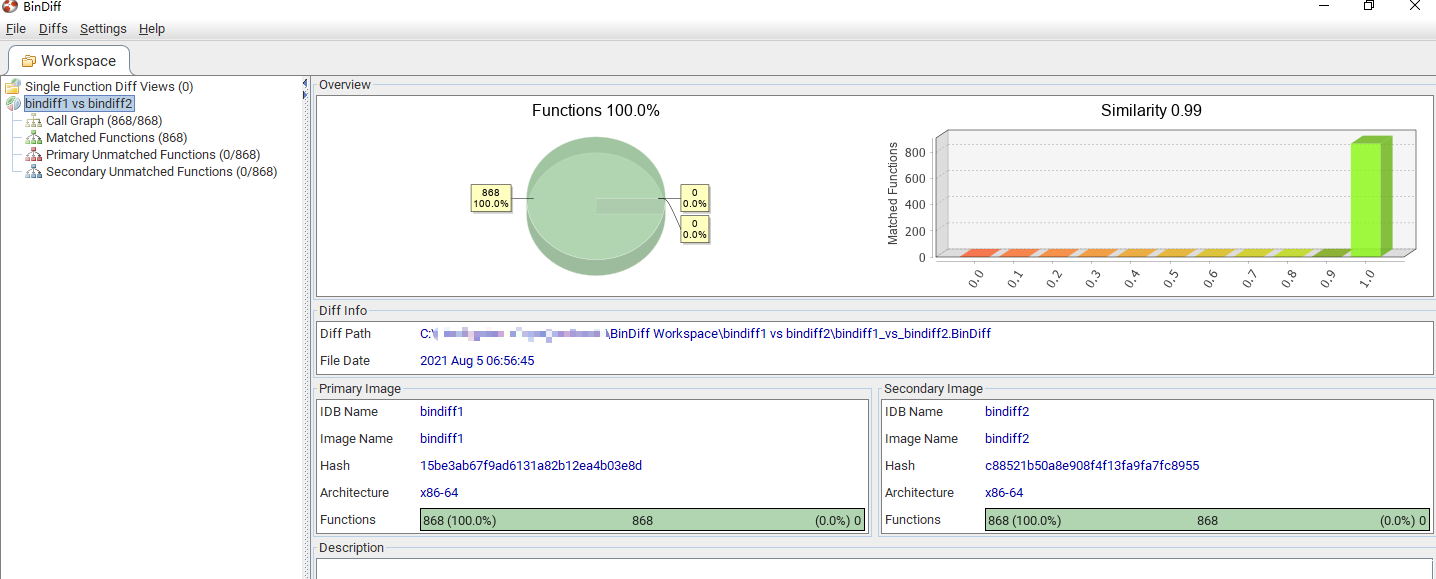 BinDiff
File Diffs Settings Help
Workspace
Single Function Diff Views (0)
bindiff1 vs bindiff2
Call Graph (868/868)
Matched Functions (868)
Primary Unmatched Functions (0/868)
Secondary Unmatched Functions (0/868)
Overview
Functions 100.0%
868
100.0%
0
0.0%
0
0.0%
Similarity 0.99
Matched Functions
800
600
400
200
0
0.0 0.1 0.2 0.3 0.4 0.5 0.6 0.7 0.8 0.9 1.0
Diff Info
Diff Path C:\ \BinDiff Workspace\bindiff1 vs bindiff2\bindiff1_vs_bindiff2.BinDiff
File Date 2021 Aug 5 06:56:45
Primary Image
IDB Name bindiff1
Image Name bindiff1
Hash 15be3ab67f9ad6131a82b12ea4b03e8d
Architecture x86-64
Functions 868 (100.0%) 868 (0.0%) 0
Secondary Image
IDB Name bindiff2
Image Name bindiff2
Hash c88521b50a8e908f4f13fa9fa7fc8955
Architecture x86-64
Functions 868 (100.0%) 868 (0.0%) 0
Description